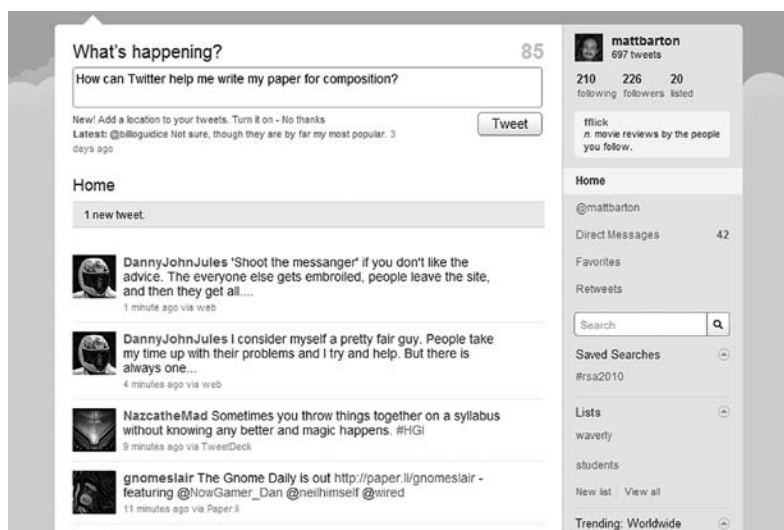 What's happening?
85
How can Twitter help me write my paper for composition?
New! Add a location to your tweets. Turn it on - No thanks
Latest: @billoguidice Not sure, though they are by far my most popular. 3
days ago
Tweet
Home
1 new tweet.
DannyJohnJules 'Shoot the messanger' if you don't like the
advice. The everyone else gets embroiled, people leave the site,
and then they get all....
1 minute ago via web
DannyJohnJules I consider myself a pretty fair guy. People take
my time up with their problems and I try and help. But there is
always one...
4 minutes ago via web
NazcatheMad Sometimes you throw things together on a syllabus
without knowing any better and magic happens. #HGI
9 minutes ago via TweetDeck
gnomeslair The Gnome Daily is out http://paper.li/gnomeslair -
featuring @NowGamer_Dan @neilhimself @wired
11 minutes ago via Paper.li
mattbarton
697 tweets
210 226 20
following followers listed
fflick
n. movie reviews by the people
you follow.
Home
@mattbarton
Direct Messages 42
Favorites
Retweets
Search
Saved Searches
#rsa2010
Lists
waverly
students
New list View all
Trending: Worldwide